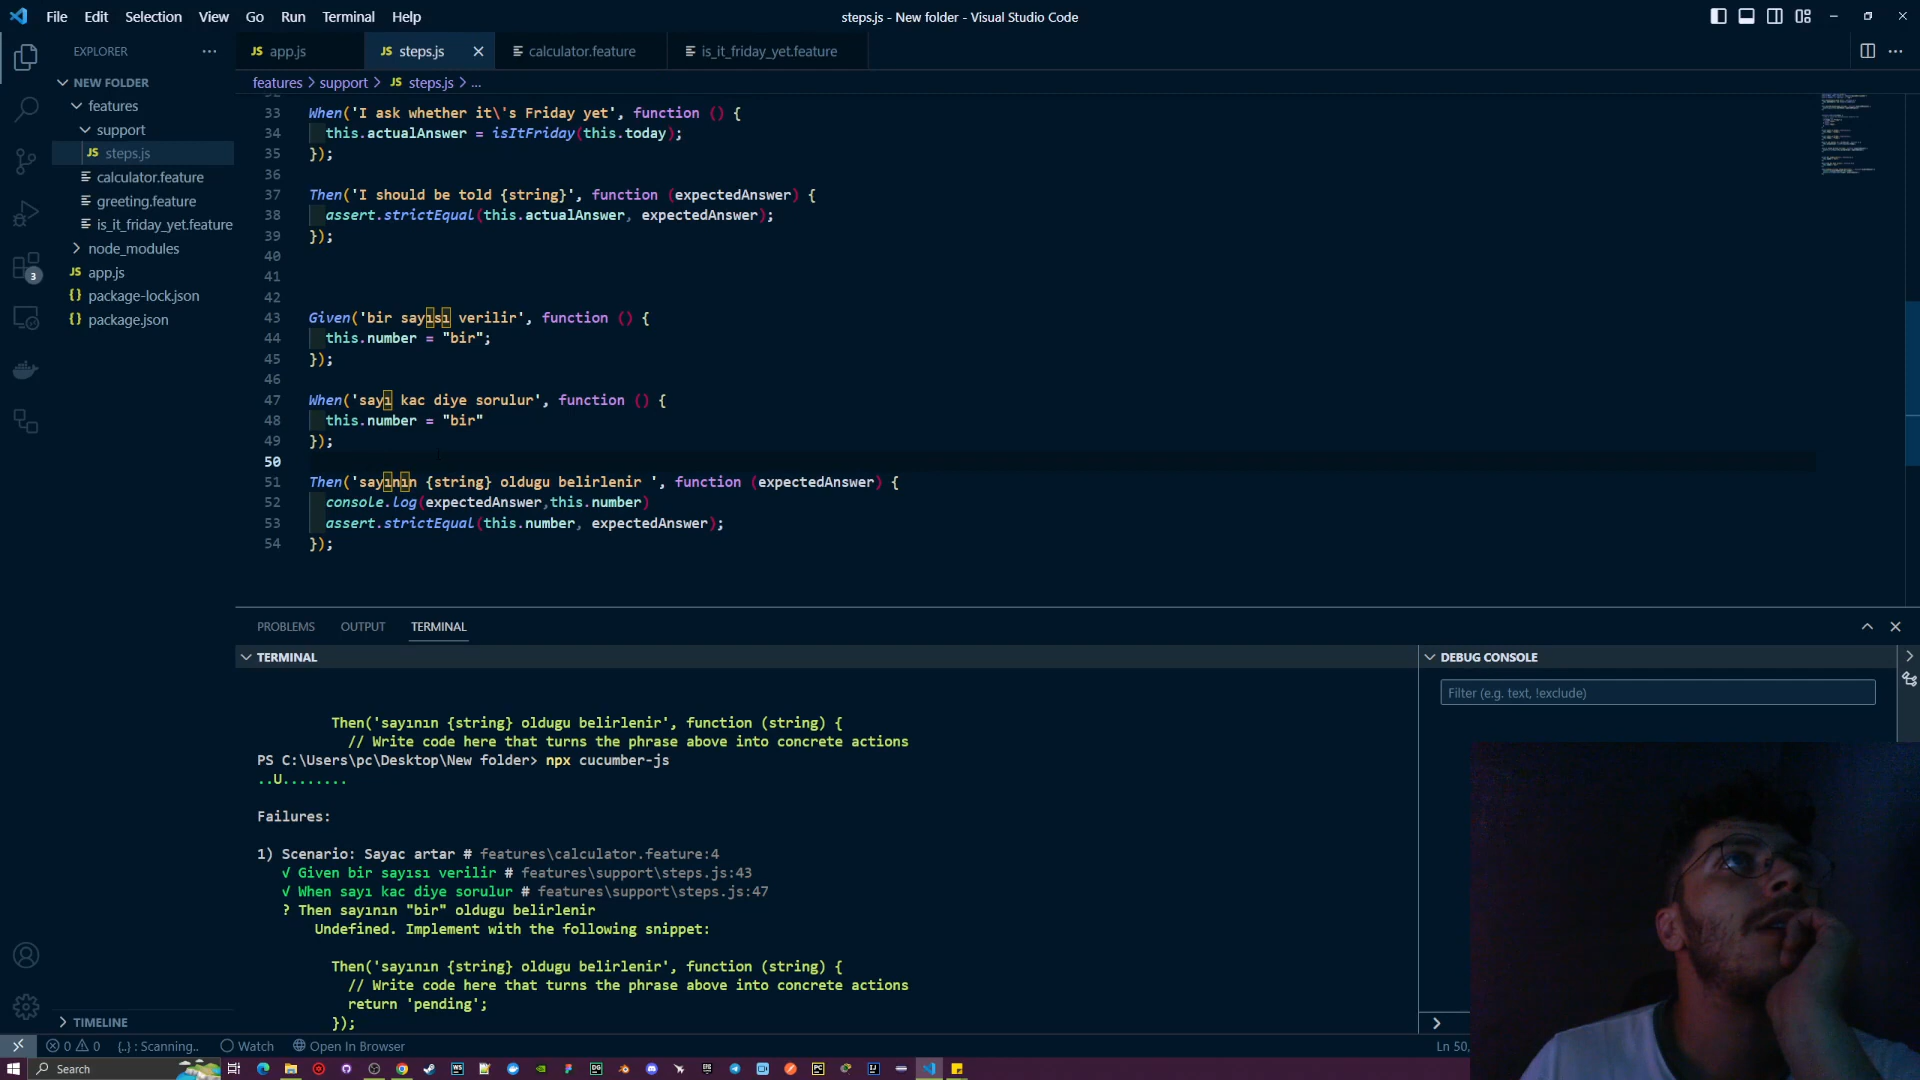 File Edit Selection View Go Run Terminal Help
steps.js - New folder - Visual Studio Code
EXPLORER
NEW FOLDER
features
support
JS steps.js
calculator.feature
greeting.feature
is_it_friday_yet.feature
node_modules
JS app.js
{} package-lock.json
{} package.json
3
TIMELINE
JS app.js
JS steps.js
calculator.feature
is_it_friday_yet.feature
features > support > JS steps.js > ...
33 When('I ask whether it\'s Friday yet', function () {
34 this.actualAnswer = isItFriday(this.today);
35 });
36
37 Then('I should be told {string}', function (expectedAnswer) {
38 assert.strictEqual(this.actualAnswer, expectedAnswer);
39 });
40
41
42
43 Given('bir sayısı verilir', function () {
44 this.number = "bir";
45 });
46
47 When('sayı kac diye sorulur', function () {
48 this.number = "bir"
49 });
50
51 Then('sayının {string} oldugu belirlenir ', function (expectedAnswer) {
52 console.log(expectedAnswer,this.number)
53 assert.strictEqual(this.number, expectedAnswer);
54 });
PROBLEMS OUTPUT TERMINAL
TERMINAL
Then('sayının {string} oldugu belirlenir', function (string) {
// Write code here that turns the phrase above into concrete actions
PS C:\Users\pc\Desktop\New folder> npx cucumber-js
..U........
Failures:
1) Scenario: Sayac artar # features\calculator.feature:4
√ Given bir sayısı verilir # features\support\steps.js:43
√ When sayı kac diye sorulur # features\support\steps.js:47
? Then sayının "bir" oldugu belirlenir
Undefined. Implement with the following snippet:
Then('sayının {string} oldugu belirlenir', function (string) {
// Write code here that turns the phrase above into concrete actions
return 'pending';
});
DEBUG CONSOLE
Filter (e.g. text, !exclude)
0 0 {..} : Scanning.. Watch Open In Browser
Ln 50,
Search